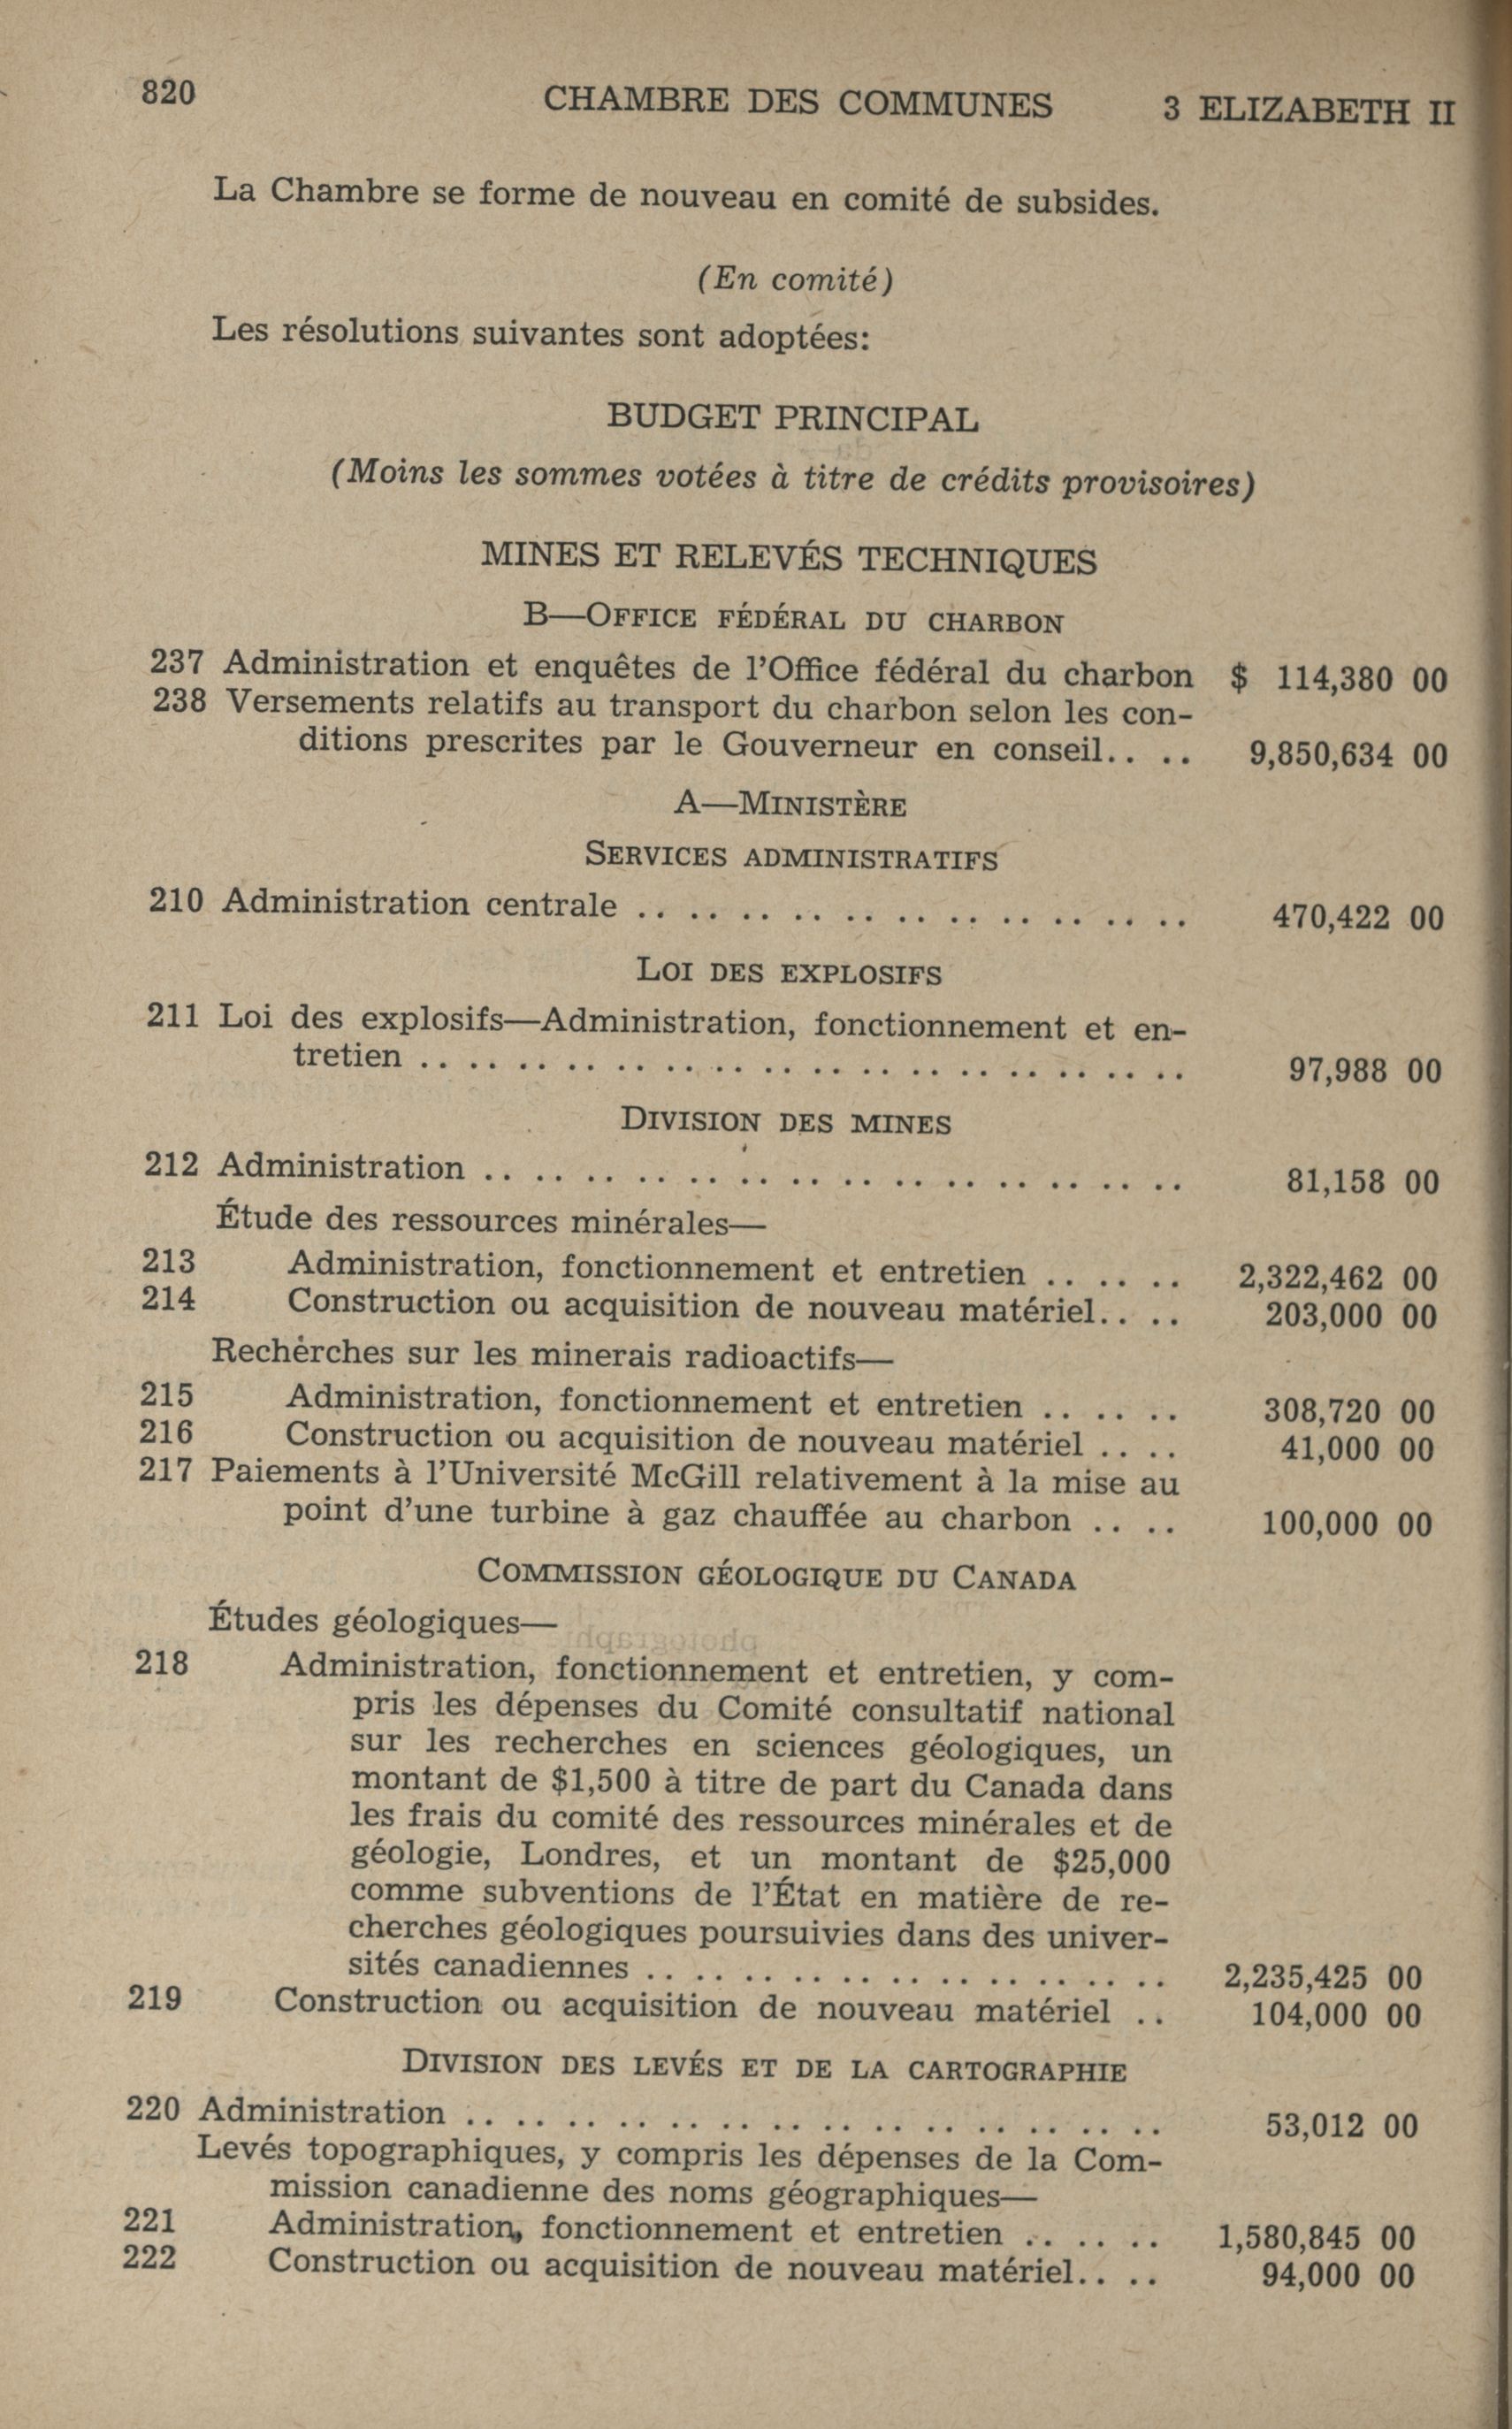 820 CHAMBRE DES COMMUNES 3 ELIZABETH II
La Chambre se forme de nouveau en comité de subsides.
(En comité)
Les résolutions suivantes sont adoptées:
BUDGET PRINCIPAL
(Moins les sommes votées à titre de crédits provisoires)
MINES ET RELEVÉS TECHNIQUES
B—OFFICE FÉDÉRAL DU CHARBON
237 Administration et enquêtes de l'Office fédéral du charbon $ 114,380 00
238 Versements relatifs au transport du charbon selon les con-
ditions prescrites par le Gouverneur en conseil.. .. 9,850,634 00
A—MINISTÈRE
SERVICES ADMINISTRATIFS
210 Administration centrale .. .. .. .. .. .. .. .. .. .. .. 470,422 00
LOI DES EXPLOSIFS
211 Loi des explosifs—Administration, fonctionnement et en-
tretien .. .. .. .. .. .. .. .. .. .. .. .. .. .. .. .. 97,988 00
DIVISION DES MINES
212 Administration .. .. .. .. .. .. .. .. .. .. .. .. .. .. 81,158 00
Étude des ressources minérales—
213 Administration, fonctionnement et entretien .. .. .. 2,322,462 00
214 Construction ou acquisition de nouveau matériel.. .. 203,000 00
Recherches sur les minerais radioactifs—
215 Administration, fonctionnement et entretien .. .. .. 308,720 00
216 Construction ou acquisition de nouveau matériel .. .. 41,000 00
217 Paiements à l'Université McGill relativement à la mise au
point d'une turbine à gaz chauffée au charbon .. .. 100,000 00
COMMISSION GÉOLOGIQUE DU CANADA
Études géologiques—
218 Administration, fonctionnement et entretien, y com-
pris les dépenses du Comité consultatif national
sur les recherches en sciences géologiques, un
montant de $1,500 à titre de part du Canada dans
les frais du comité des ressources minérales et de
géologie, Londres, et un montant de $25,000
comme subventions de l'État en matière de re-
cherches géologiques poursuivies dans des univer-
sités canadiennes .. .. .. .. .. .. .. .. .. .. .. 2,235,425 00
219 Construction ou acquisition de nouveau matériel .. 104,000 00
DIVISION DES LEVÉS ET DE LA CARTOGRAPHIE
220 Administration .. .. .. .. .. .. .. .. .. .. .. .. .. .. 53,012 00
Levés topographiques, y compris les dépenses de la Com-
mission canadienne des noms géographiques—
221 Administration, fonctionnement et entretien .. .. .. 1,580,845 00
222 Construction ou acquisition de nouveau matériel.. .. 94,000 00